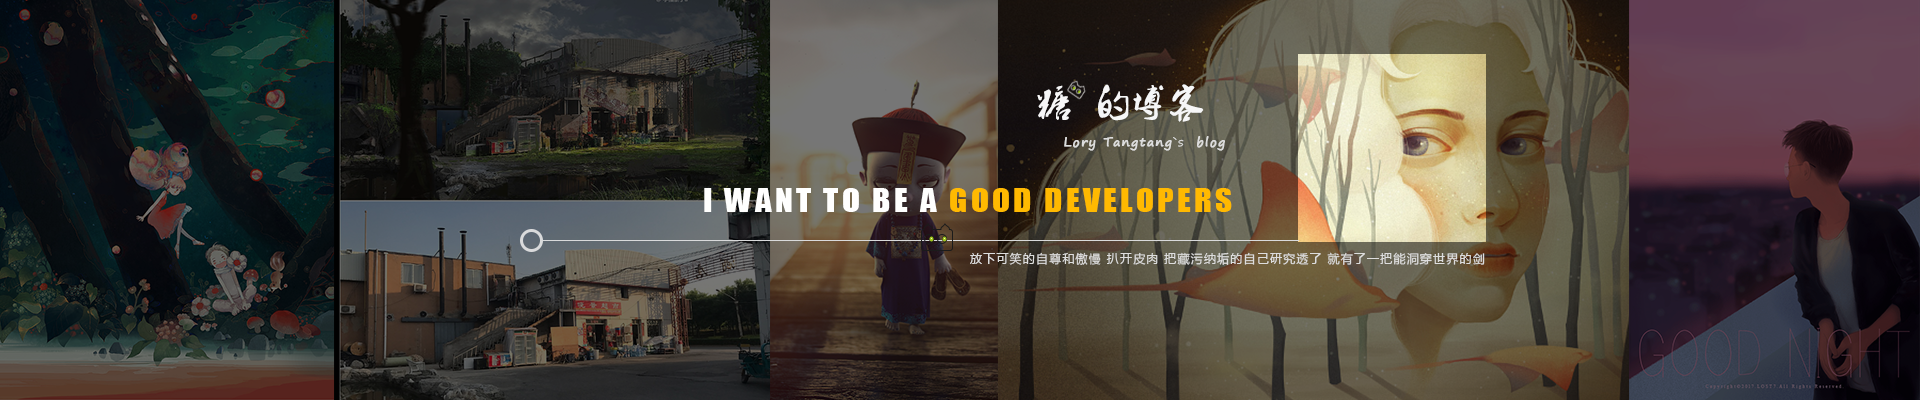 糖 的博客
Lory Tangtang`s blog
I WANT TO BE A GOOD DEVELOPERS
放下可笑的自尊和傲慢 扒开皮肉 把藏污纳垢的自己研究透了 就有了一把能洞穿世界的剑
GOOD NIGHT